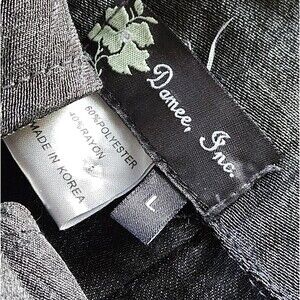 Damee, Inc.
60%POLYESTER
40%RAYON
MADE IN KOREA
L